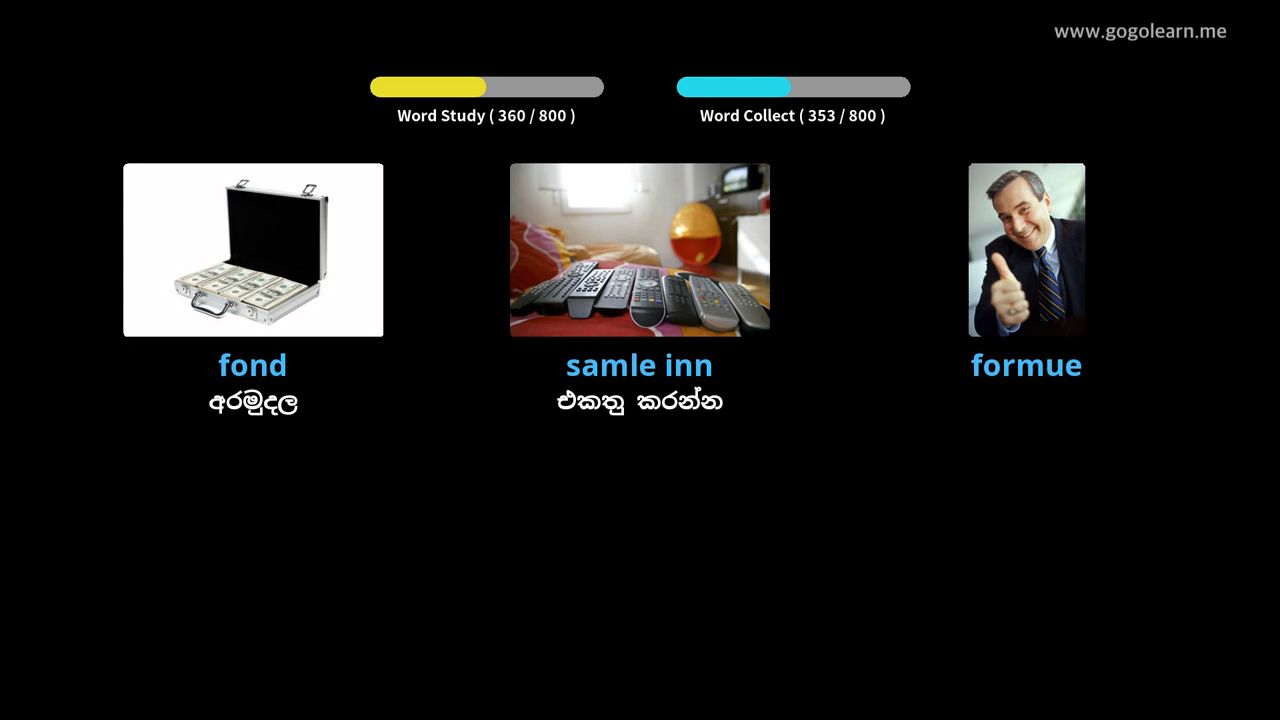 www.gogolearn.me
Word Study ( 360 / 800 )
Word Collect ( 353 / 800 )
fond
samle inn
formue
අරමුදල
එකතු කරන්න